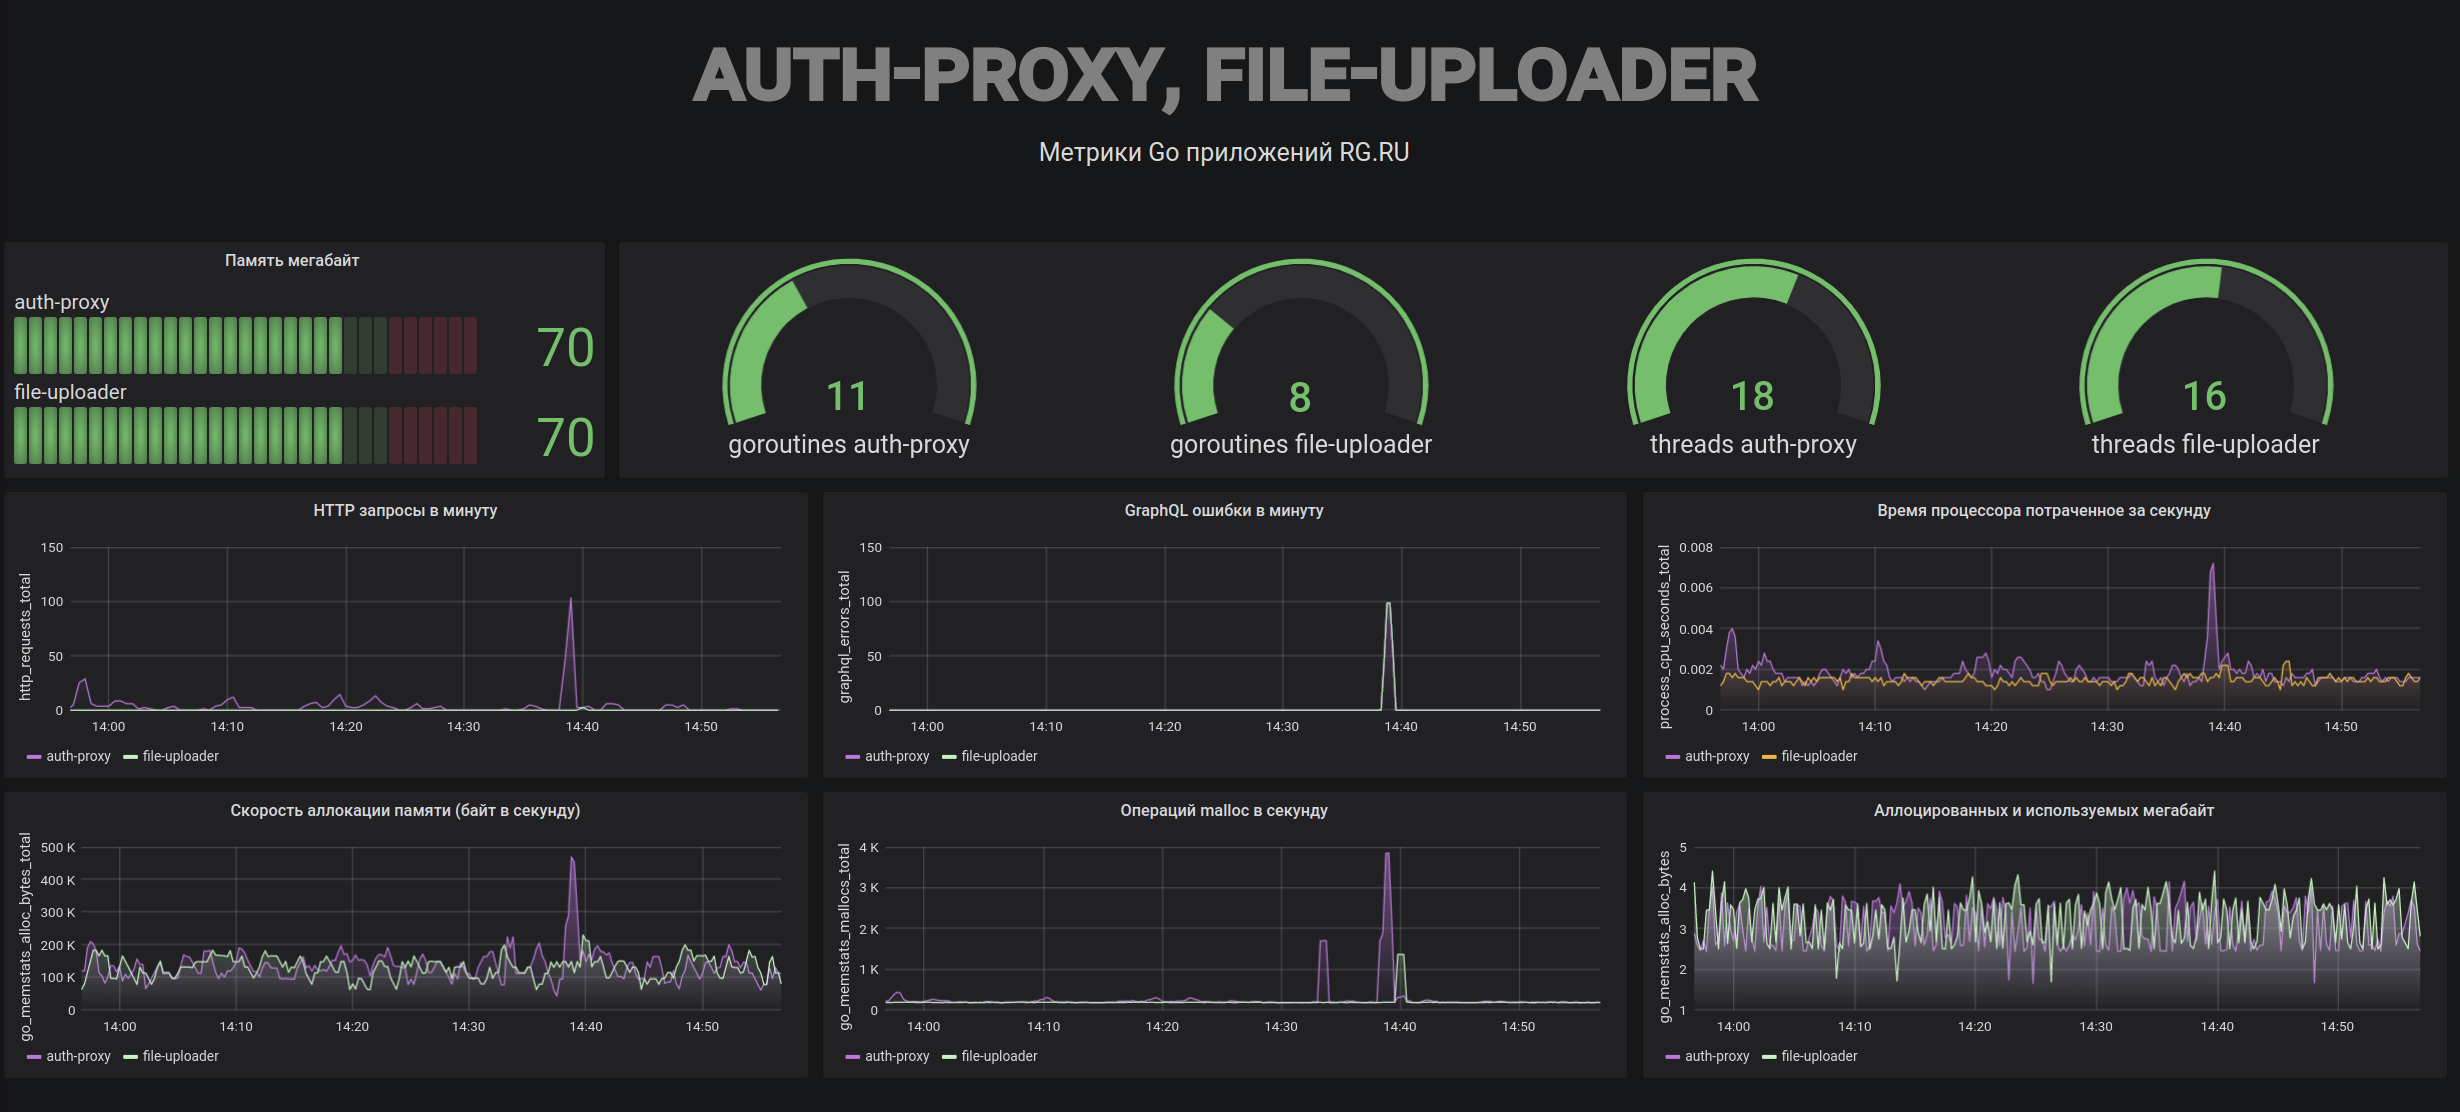 AUTH-PROXY, FILE-UPLOADER
Метрики Go приложений RG.RU
Память мегабайт
auth-proxy
70
file-uploader
70
11
goroutines auth-proxy
8
goroutines file-uploader
18
threads auth-proxy
16
threads file-uploader
HTTP запросы в минуту
http_requests_total
150
100
50
0
14:00 14:10 14:20 14:30 14:40 14:50
auth-proxy file-uploader
GraphQL ошибки в минуту
graphql_errors_total
150
100
50
0
14:00 14:10 14:20 14:30 14:40 14:50
auth-proxy file-uploader
Время процессора потраченное за секунду
process_cpu_seconds_total
0.008
0.006
0.004
0.002
0
14:00 14:10 14:20 14:30 14:40 14:50
auth-proxy file-uploader
Скорость аллокации памяти (байт в секунду)
go_memstats_alloc_bytes_total
500 K
400 K
300 K
200 K
100 K
0
14:00 14:10 14:20 14:30 14:40 14:50
auth-proxy file-uploader
Операций malloc в секунду
go_memstats_mallocs_total
4 K
3 K
2 K
1 K
0
14:00 14:10 14:20 14:30 14:40 14:50
auth-proxy file-uploader
Аллоцированных и используемых мегабайт
go_memstats_alloc_bytes
5
4
3
2
1
14:00 14:10 14:20 14:30 14:40 14:50
auth-proxy file-uploader